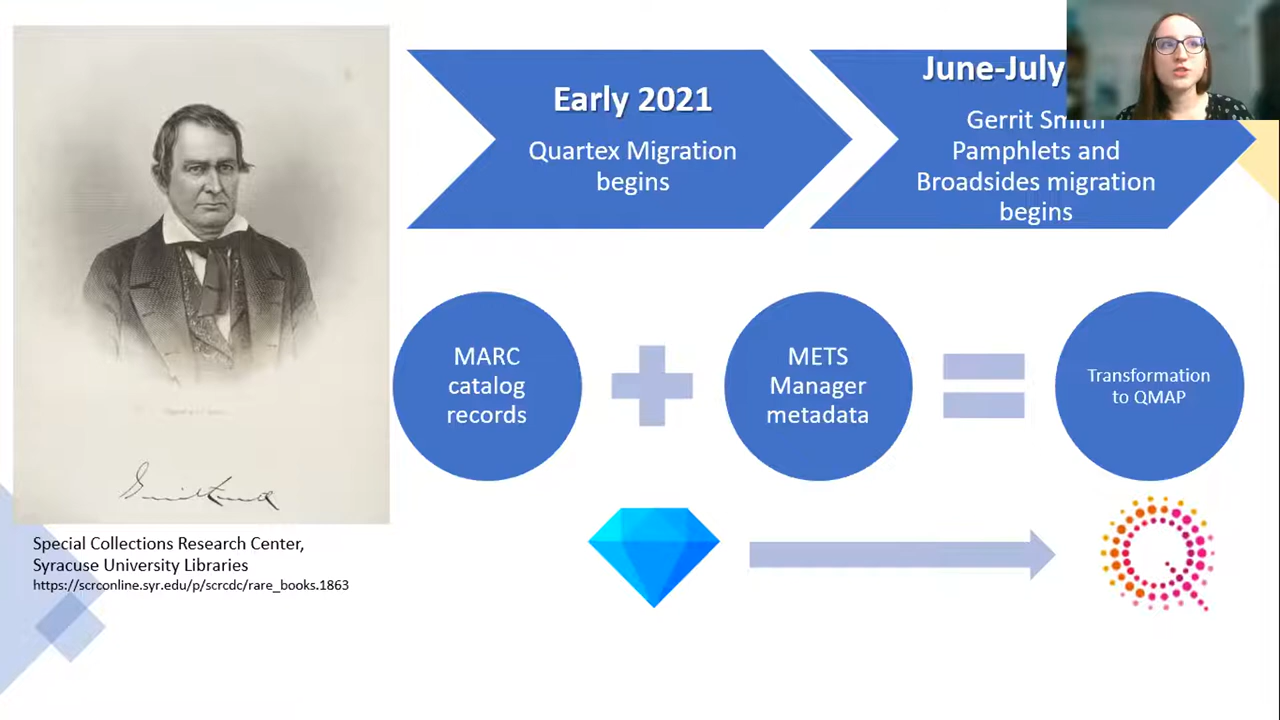 Early 2021
Quartex Migration
begins
June-July
Gerrit Smith
Pamphlets and
Broadsides migration
begins
MARC
catalog
records
METS
Manager
metadata
Transformation
to QMAP
Special Collections Research Center,
Syracuse University Libraries
https://scrconline.syr.edu/p/scrcdc/rare_books.1863